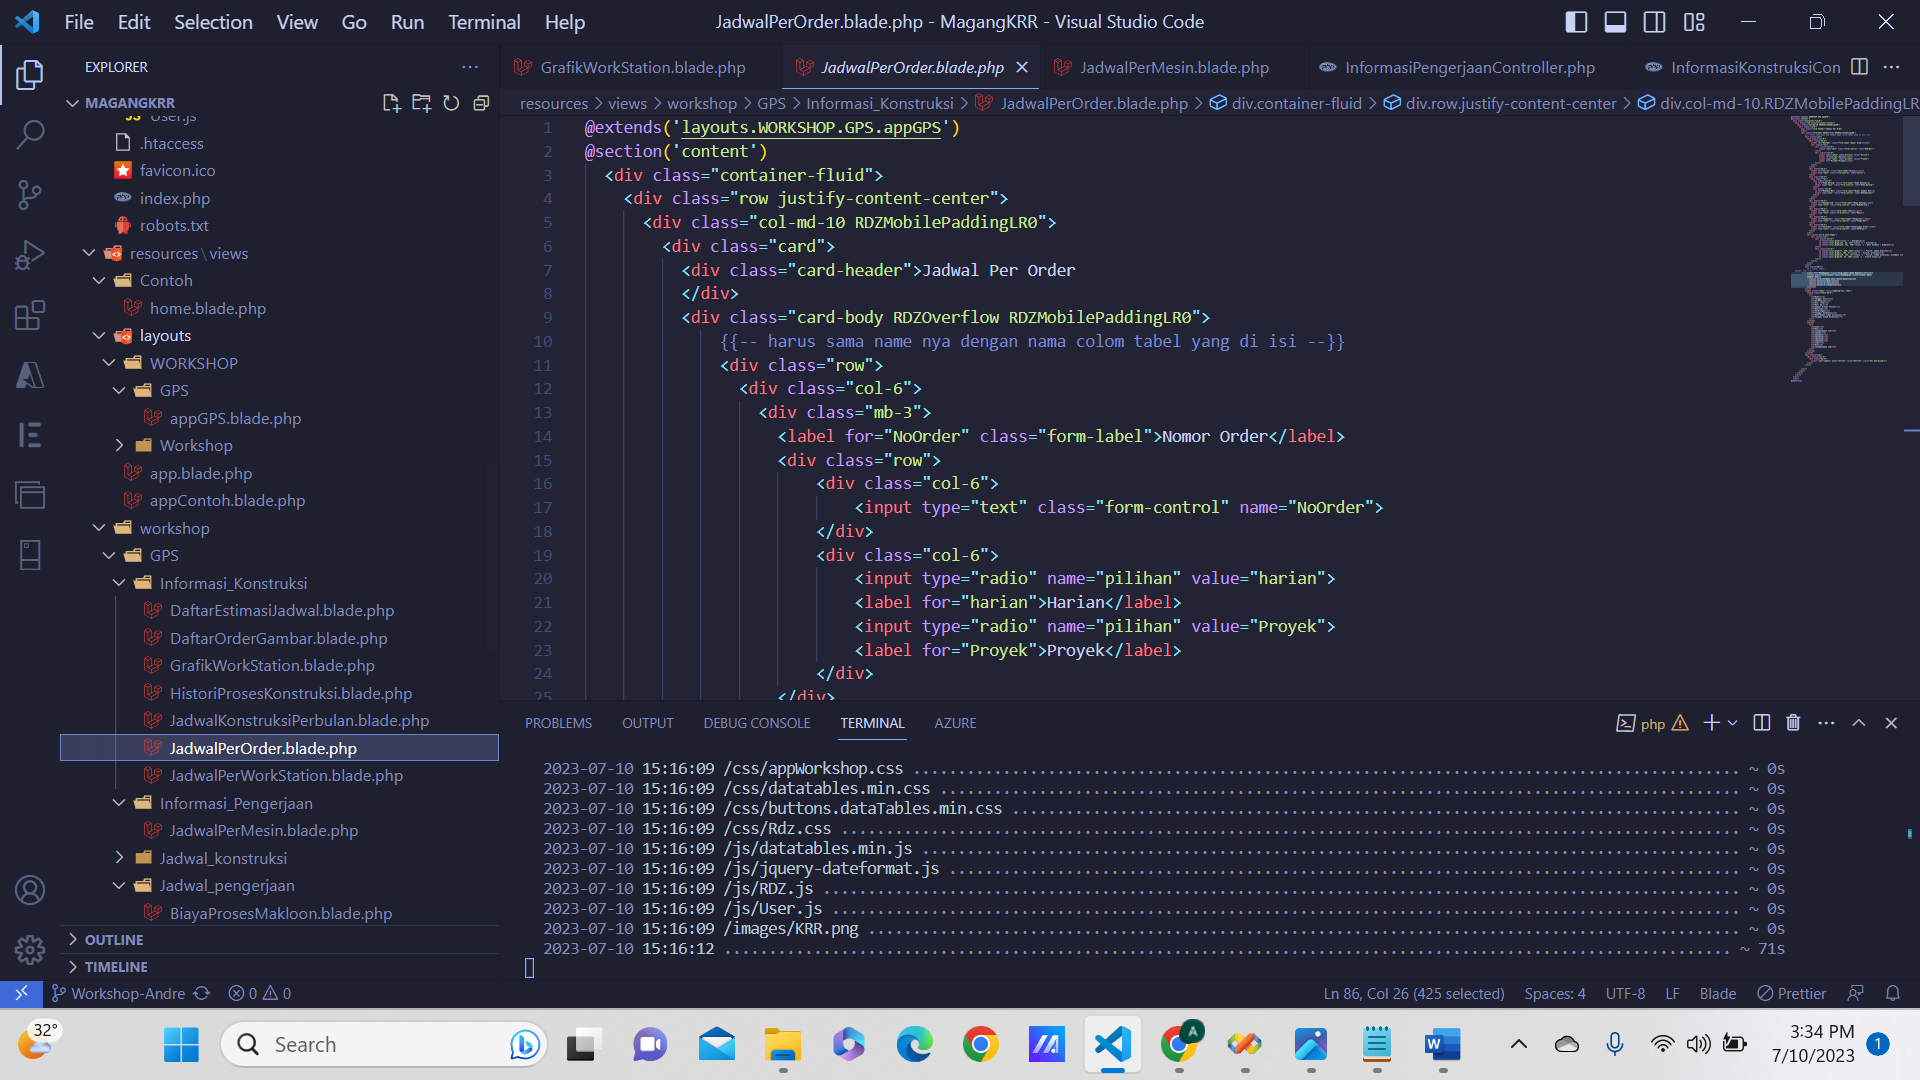 File Edit Selection View Go Run Terminal Help
JadwalPerOrder.blade.php - MagangKRR - Visual Studio Code
EXPLORER
MAGANGKRR
User.js
.htaccess
favicon.ico
index.php
robots.txt
resources\views
Contoh
home.blade.php
layouts
WORKSHOP
GPS
appGPS.blade.php
Workshop
app.blade.php
appContoh.blade.php
workshop
GPS
Informasi_Konstruksi
DaftarEstimasiJadwal.blade.php
DaftarOrderGambar.blade.php
GrafikWorkStation.blade.php
HistoriProsesKonstruksi.blade.php
JadwalKonstruksiPerbulan.blade.php
JadwalPerOrder.blade.php
JadwalPerWorkStation.blade.php
Informasi_Pengerjaan
JadwalPerMesin.blade.php
Jadwal_konstruksi
Jadwal_pengerjaan
BiayaProsesMakloon.blade.php
OUTLINE
TIMELINE
GrafikWorkStation.blade.php JadwalPerOrder.blade.php JadwalPerMesin.blade.php InformasiPengerjaanController.php InformasiKonstruksiCon
resources > views > workshop > GPS > Informasi_Konstruksi > JadwalPerOrder.blade.php > div.container-fluid > div.row.justify-content-center > div.col-md-10.RDZMobilePaddingLR
1 @extends('layouts.WORKSHOP.GPS.appGPS')
2 @section('content')
3 <div class="container-fluid">
4 <div class="row justify-content-center">
5 <div class="col-md-10 RDZMobilePaddingLR0">
6 <div class="card">
7 <div class="card-header">Jadwal Per Order
8 </div>
9 <div class="card-body RDZOverflow RDZMobilePaddingLR0">
10 {{-- harus sama name nya dengan nama colom tabel yang di isi --}}
11 <div class="row">
12 <div class="col-6">
13 <div class="mb-3">
14 <label for="NoOrder" class="form-label">Nomor Order</label>
15 <div class="row">
16 <div class="col-6">
17 <input type="text" class="form-control" name="NoOrder">
18 </div>
19 <div class="col-6">
20 <input type="radio" name="pilihan" value="harian">
21 <label for="harian">Harian</label>
22 <input type="radio" name="pilihan" value="Proyek">
23 <label for="Proyek">Proyek</label>
24 </div>
25 </div>
PROBLEMS OUTPUT DEBUG CONSOLE TERMINAL AZURE
php
2023-07-10 15:16:09 /css/appWorkshop.css ........ ~ 0s
2023-07-10 15:16:09 /css/datatables.min.css ........ ~ 0s
2023-07-10 15:16:09 /css/buttons.dataTables.min.css ........ ~ 0s
2023-07-10 15:16:09 /css/Rdz.css ........ ~ 0s
2023-07-10 15:16:09 /js/datatables.min.js ........ ~ 0s
2023-07-10 15:16:09 /js/jquery-dateformat.js ........ ~ 0s
2023-07-10 15:16:09 /js/RDZ.js ........ ~ 0s
2023-07-10 15:16:09 /js/User.js ........ ~ 0s
2023-07-10 15:16:09 /images/KRR.png ........ ~ 0s
2023-07-10 15:16:12 ........ ~ 71s
Workshop-Andre 0 0
Ln 86, Col 26 (425 selected) Spaces: 4 UTF-8 LF Blade Prettier
32°
Search
A
W
3:34 PM
7/10/2023
1